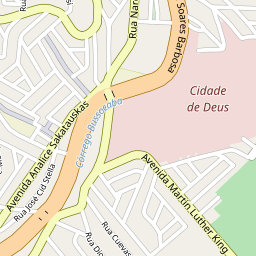 Rua Nar
Soares Barbosa
Cidade
de Deus
Avenida Analice Sakatauskas
Córrego Bussocaba
Rua José Cid Stella
Avenida Martin Luther King
Rua Cuevas
Rua Dio